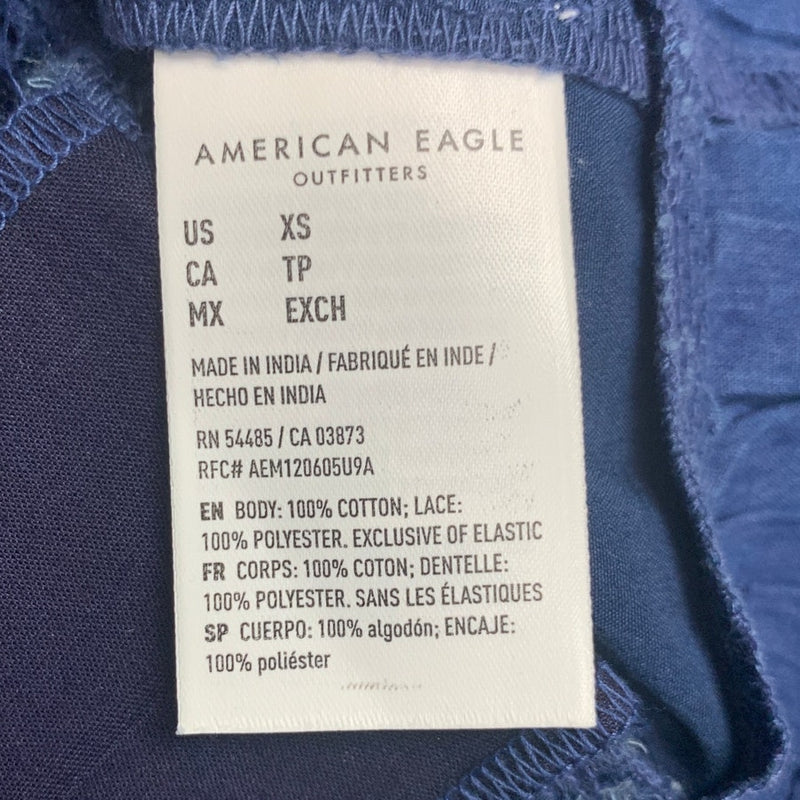 AMERICAN EAGLE
OUTFITTERS
US XS
CA TP
MX EXCH
MADE IN INDIA / FABRIQUÉ EN INDE /
HECHO EN INDIA
RN 54485 / CA 03873
RFC# AEM120605U9A
EN BODY: 100% COTTON; LACE:
100% POLYESTER. EXCLUSIVE OF ELASTIC
FR CORPS: 100% COTON; DENTELLE:
100% POLYESTER. SANS LES ÉLASTIQUES
SP CUERPO: 100% algodón; ENCAJE:
100% poliéster